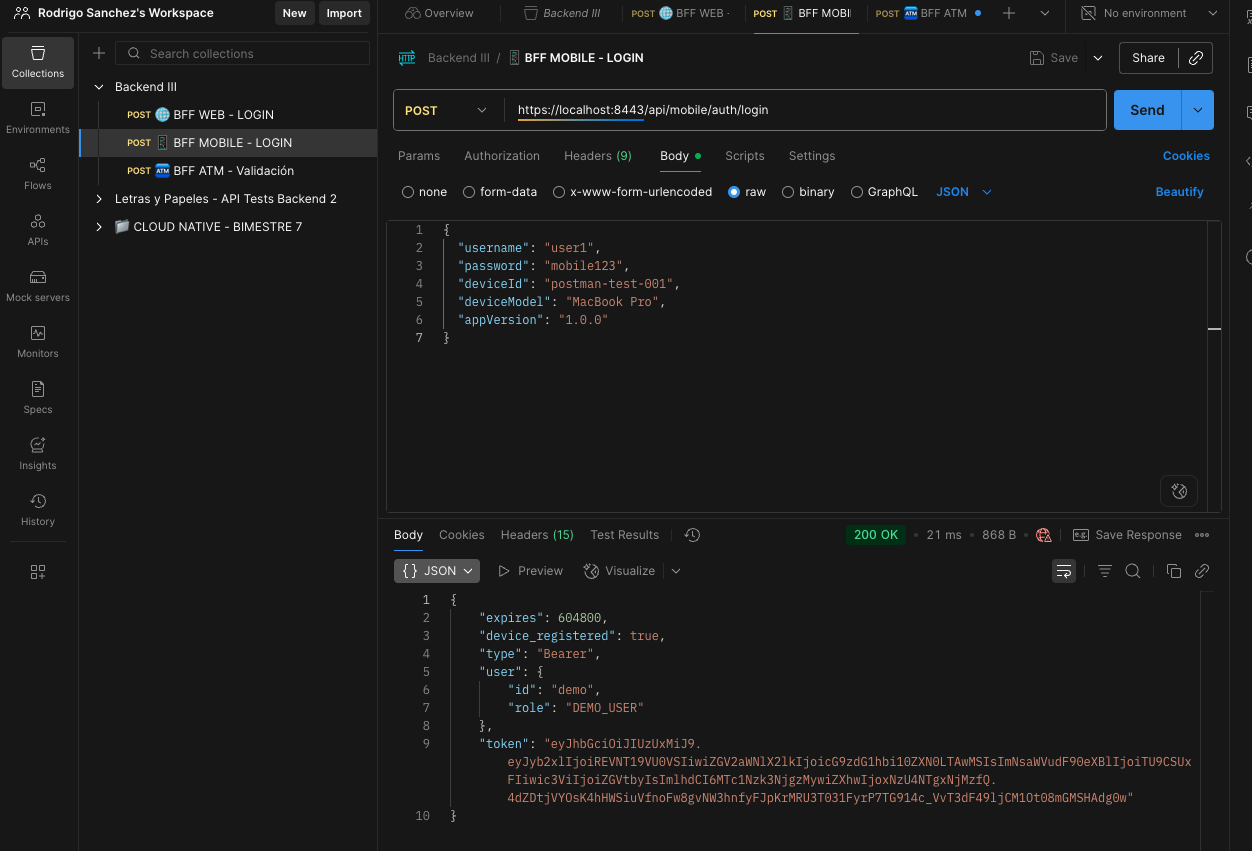 Rodrigo Sanchez's Workspace
New
Import
Overview
Backend III
POST BFF WEB -
POST BFF MOBI
POST BFF ATM
No environment
Collections
Environments
Flows
APIs
Mock servers
Monitors
Specs
Insights
History
Search collections
Backend III
POST BFF WEB - LOGIN
POST BFF MOBILE - LOGIN
POST ATM BFF ATM - Validación
Letras y Papeles - API Tests Backend 2
CLOUD NATIVE - BIMESTRE 7
HTTP Backend III / BFF MOBILE - LOGIN
Save
Share
POST
https://localhost:8443/api/mobile/auth/login
Send
Params
Authorization
Headers (9)
Body
Scripts
Settings
Cookies
none
form-data
x-www-form-urlencoded
raw
binary
GraphQL
JSON
Beautify
1 {
2 "username": "user1",
3 "password": "mobile123",
4 "deviceId": "postman-test-001",
5 "deviceModel": "MacBook Pro",
6 "appVersion": "1.0.0"
7 }
Body
Cookies
Headers (15)
Test Results
200 OK
21 ms
868 B
Save Response
{} JSON
Preview
Visualize
1 {
2 "expires": 604800,
3 "device_registered": true,
4 "type": "Bearer",
5 "user": {
6 "id": "demo",
7 "role": "DEMO_USER"
8 },
9 "token": "eyJhbGciOiJIUzUxMiJ9.
eyJyb2xlIjoiREVNT19VU0VSIiwiZGV2aWNlX2lkIjoicG9zdG1hbi10ZXN0LTAwMSIsImNsaWVudF90eXBlIjoiTU9CSUx
FIiwic3ViIjoiZGVtbyIsImlhdCI6MTc1Nzk3NjgzMywiZXhwIjoxNzU4NTgxNjMzfQ.
4dZDtjVYOsK4hHWSiuVfnoFw8gvNW3hnfyFJpKrMRU3T031FyrP7TG914c_VvT3dF49ljCM1Ot08mGMSHAdg0w"
10 }